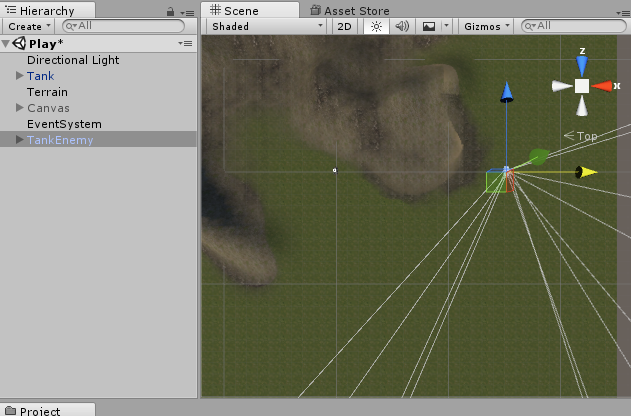 Hierarchy
Create All
Play*
Directional Light
Tank
Terrain
Canvas
EventSystem
TankEnemy
Project
Scene Asset Store
Shaded 2D Gizmos All
z
x
Top